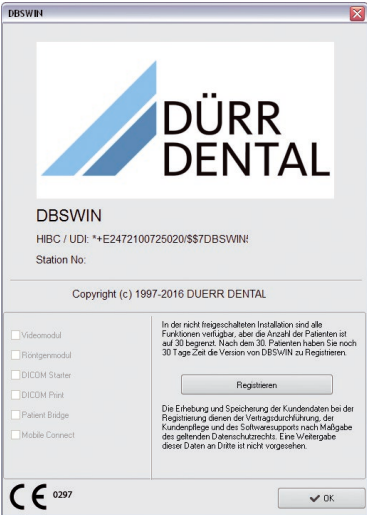 DBSWIN
DÜRR
DENTAL
DBSWIN
HIBC / UDI: *+E2472100725020/$$7DBSWIN!
Station No:
Copyright (c) 1997-2016 DUERR DENTAL
Videomodul
Röntgenmodul
DICOM Starter
DICOM Print
Patient Bridge
Mobile Connect
In der nicht freigeschalteten Installation sind alle
Funktionen verfügbar, aber die Anzahl der Patienten ist
auf 30 begrenzt. Nach dem 30. Patienten haben Sie noch
30 Tage Zeit die Version von DBSWIN zu Registrieren.
Registrieren
Die Erhebung und Speicherung der Kundendaten bei der
Registrierung dienen der Vertragsdurchführung, der
Kundenpflege und des Softwaresupports nach Maßgabe
des geltenden Datenschutzrechts. Eine Weitergabe
dieser Daten an Dritte ist nicht vorgesehen.
CE 0297
OK